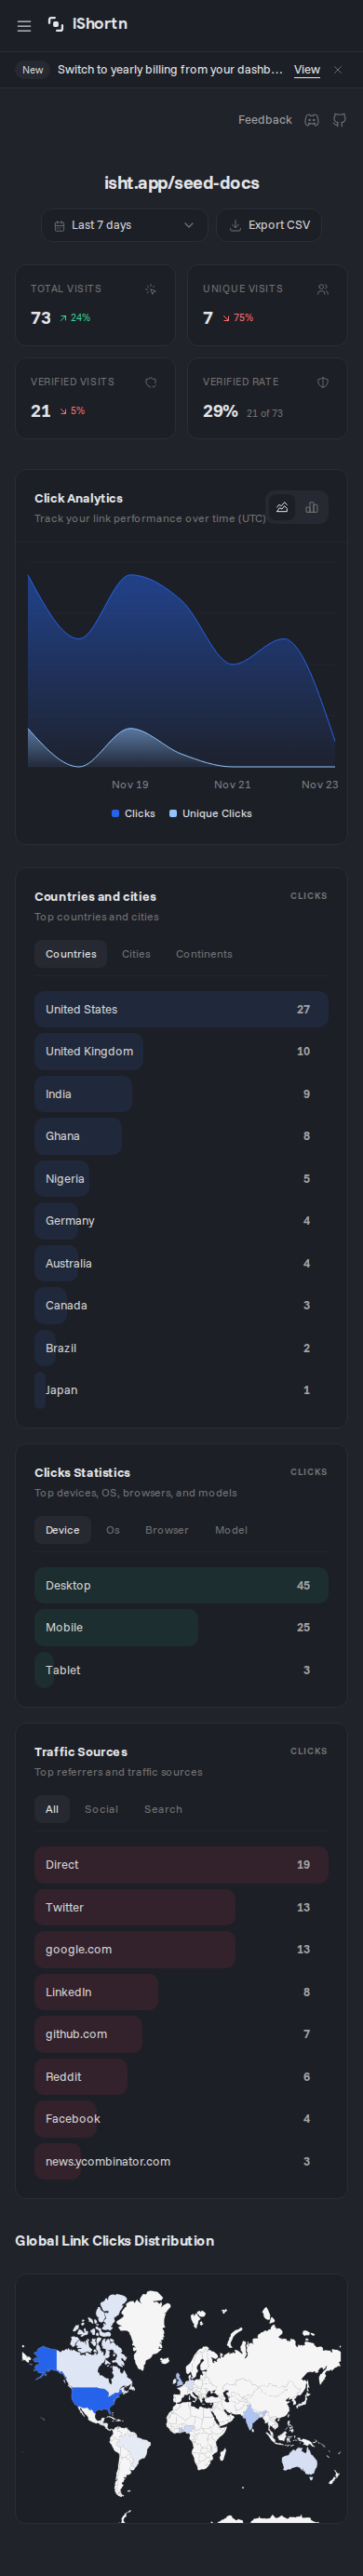 IShortn
New Switch to yearly billing from your dashb... View
Feedback
isht.app/seed-docs
Last 7 days Export CSV
TOTAL VISITS
73 24%
UNIQUE VISITS
7 75%
VERIFIED VISITS
21 5%
VERIFIED RATE
29% 21 of 73
Click Analytics
Track your link performance over time (UTC)
Nov 19 Nov 21 Nov 23
Clicks Unique Clicks
Countries and cities CLICKS
Top countries and cities
Countries Cities Continents
United States 27
United Kingdom 10
India 9
Ghana 8
Nigeria 5
Germany 4
Australia 4
Canada 3
Brazil 2
Japan 1
Clicks Statistics CLICKS
Top devices, OS, browsers, and models
Device Os Browser Model
Desktop 45
Mobile 25
Tablet 3
Traffic Sources CLICKS
Top referrers and traffic sources
All Social Search
Direct 19
Twitter 13
google.com 13
LinkedIn 8
github.com 7
Reddit 6
Facebook 4
news.ycombinator.com 3
Global Link Clicks Distribution